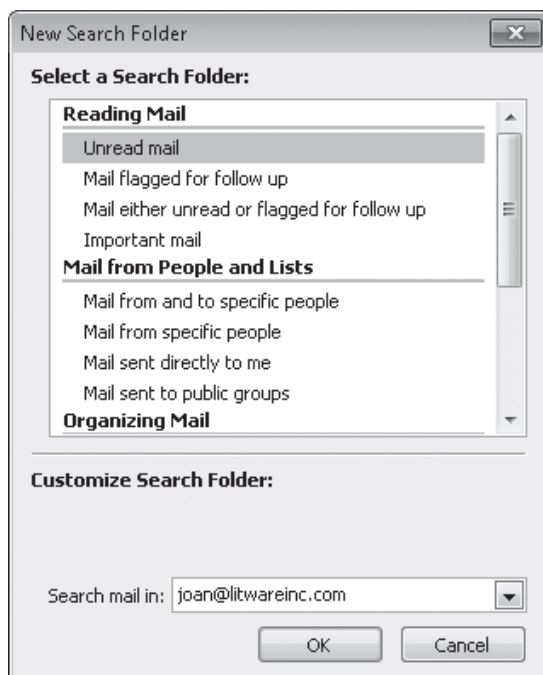 New Search Folder
Select a Search Folder:
Reading Mail
Unread mail
Mail flagged for follow up
Mail either unread or flagged for follow up
Important mail
Mail from People and Lists
Mail from and to specific people
Mail from specific people
Mail sent directly to me
Mail sent to public groups
Organizing Mail
Customize Search Folder:
Search mail in: joan@litwareinc.com
OK Cancel